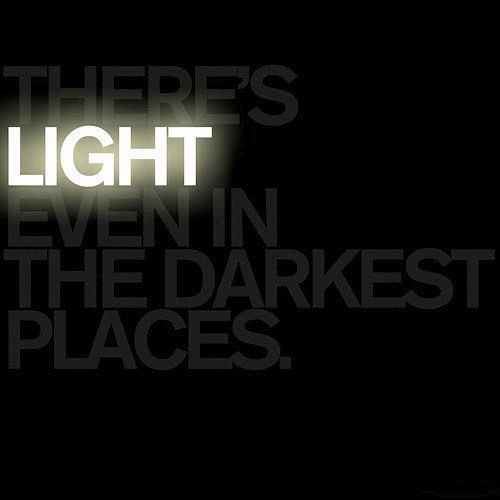 THERE'S
LIGHT
EVEN IN
THE DARKEST
PLACES.